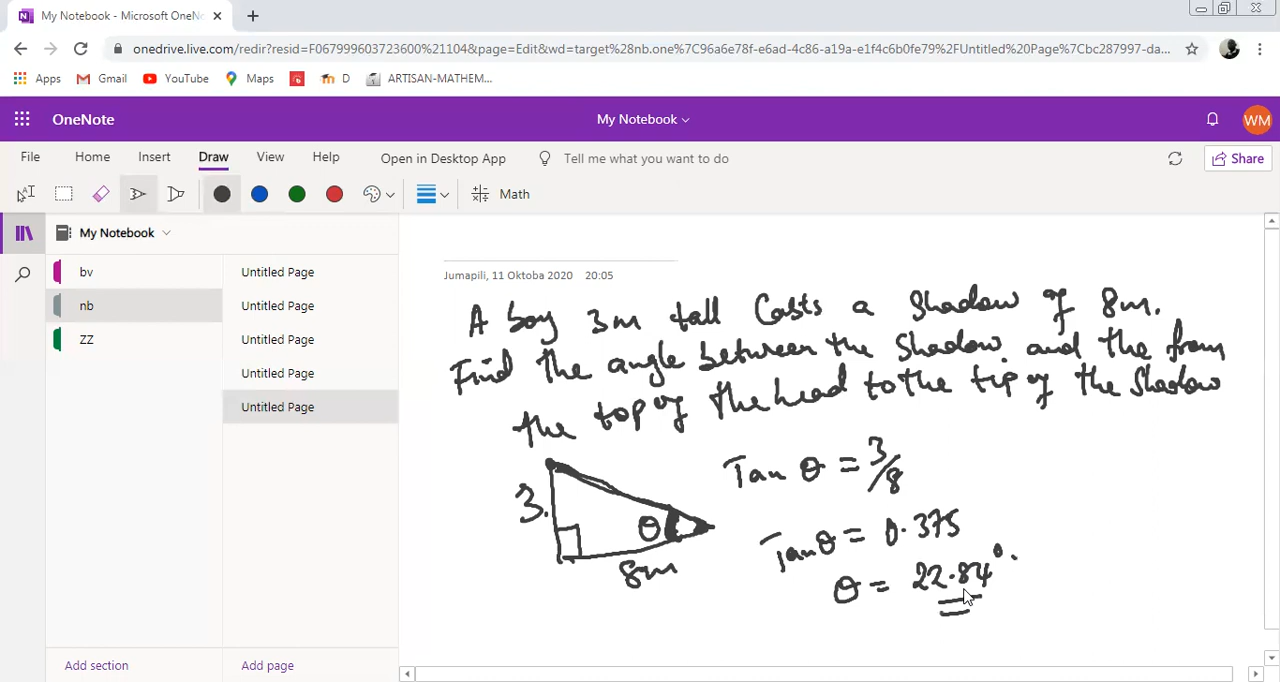 My Notebook - Microsoft OneNo
onedrive.live.com/redir?resid=F067999603723600%21104&page=Edit&wd=target%28nb.one%7C96a6e78f-e6ad-4c86-a19a-e1f4c6b0fe79%2FUntitled%20Page%7Cbc287997-da...
Apps Gmail YouTube Maps D ARTISAN-MATHEM...
OneNote My Notebook WM
File Home Insert Draw View Help Open in Desktop App Tell me what you want to do Share
Math
My Notebook
bv Untitled Page
nb Untitled Page
ZZ Untitled Page
Untitled Page
Untitled Page
Add section Add page
Jumapili, 11 Oktoba 2020 20:05
A boy 3m tall Casts a Shadow of 8m.
Find the angle between the Shadow. and the from
the top of the head to the tip of the Shadow
3.
θ
8m
Tan θ = 3/8
Tan θ = 0.375
θ = 22.84°.